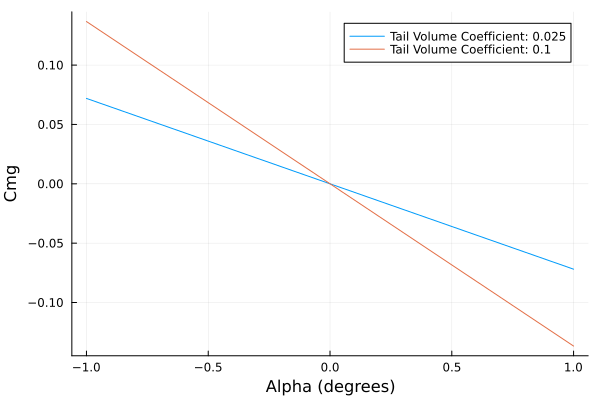 Tail Volume Coefficient: 0.025
Tail Volume Coefficient: 0.1
0.10
0.05
0.00
−0.05
−0.10
Cmg
−1.0 −0.5 0.0 0.5 1.0
Alpha (degrees)